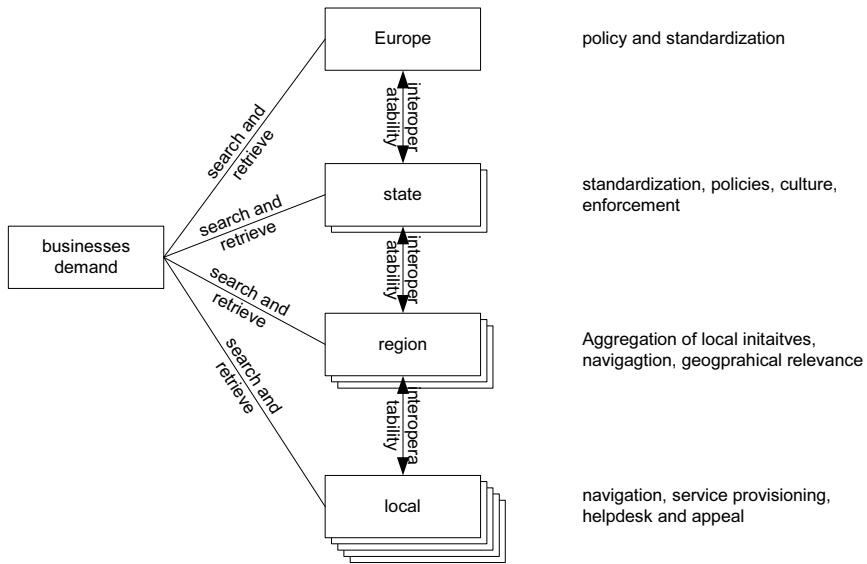 Europe
policy and standardization
interoper
atability
search and
retrieve
state
standardization, policies, culture,
enforcement
search and
retrieve
businesses
demand
interoper
atability
search and
retrieve
region
Aggregation of local initaitves,
navigagtion, geogprahical relevance
search and
retrieve
interopera
tability
local
navigation, service provisioning,
helpdesk and appeal